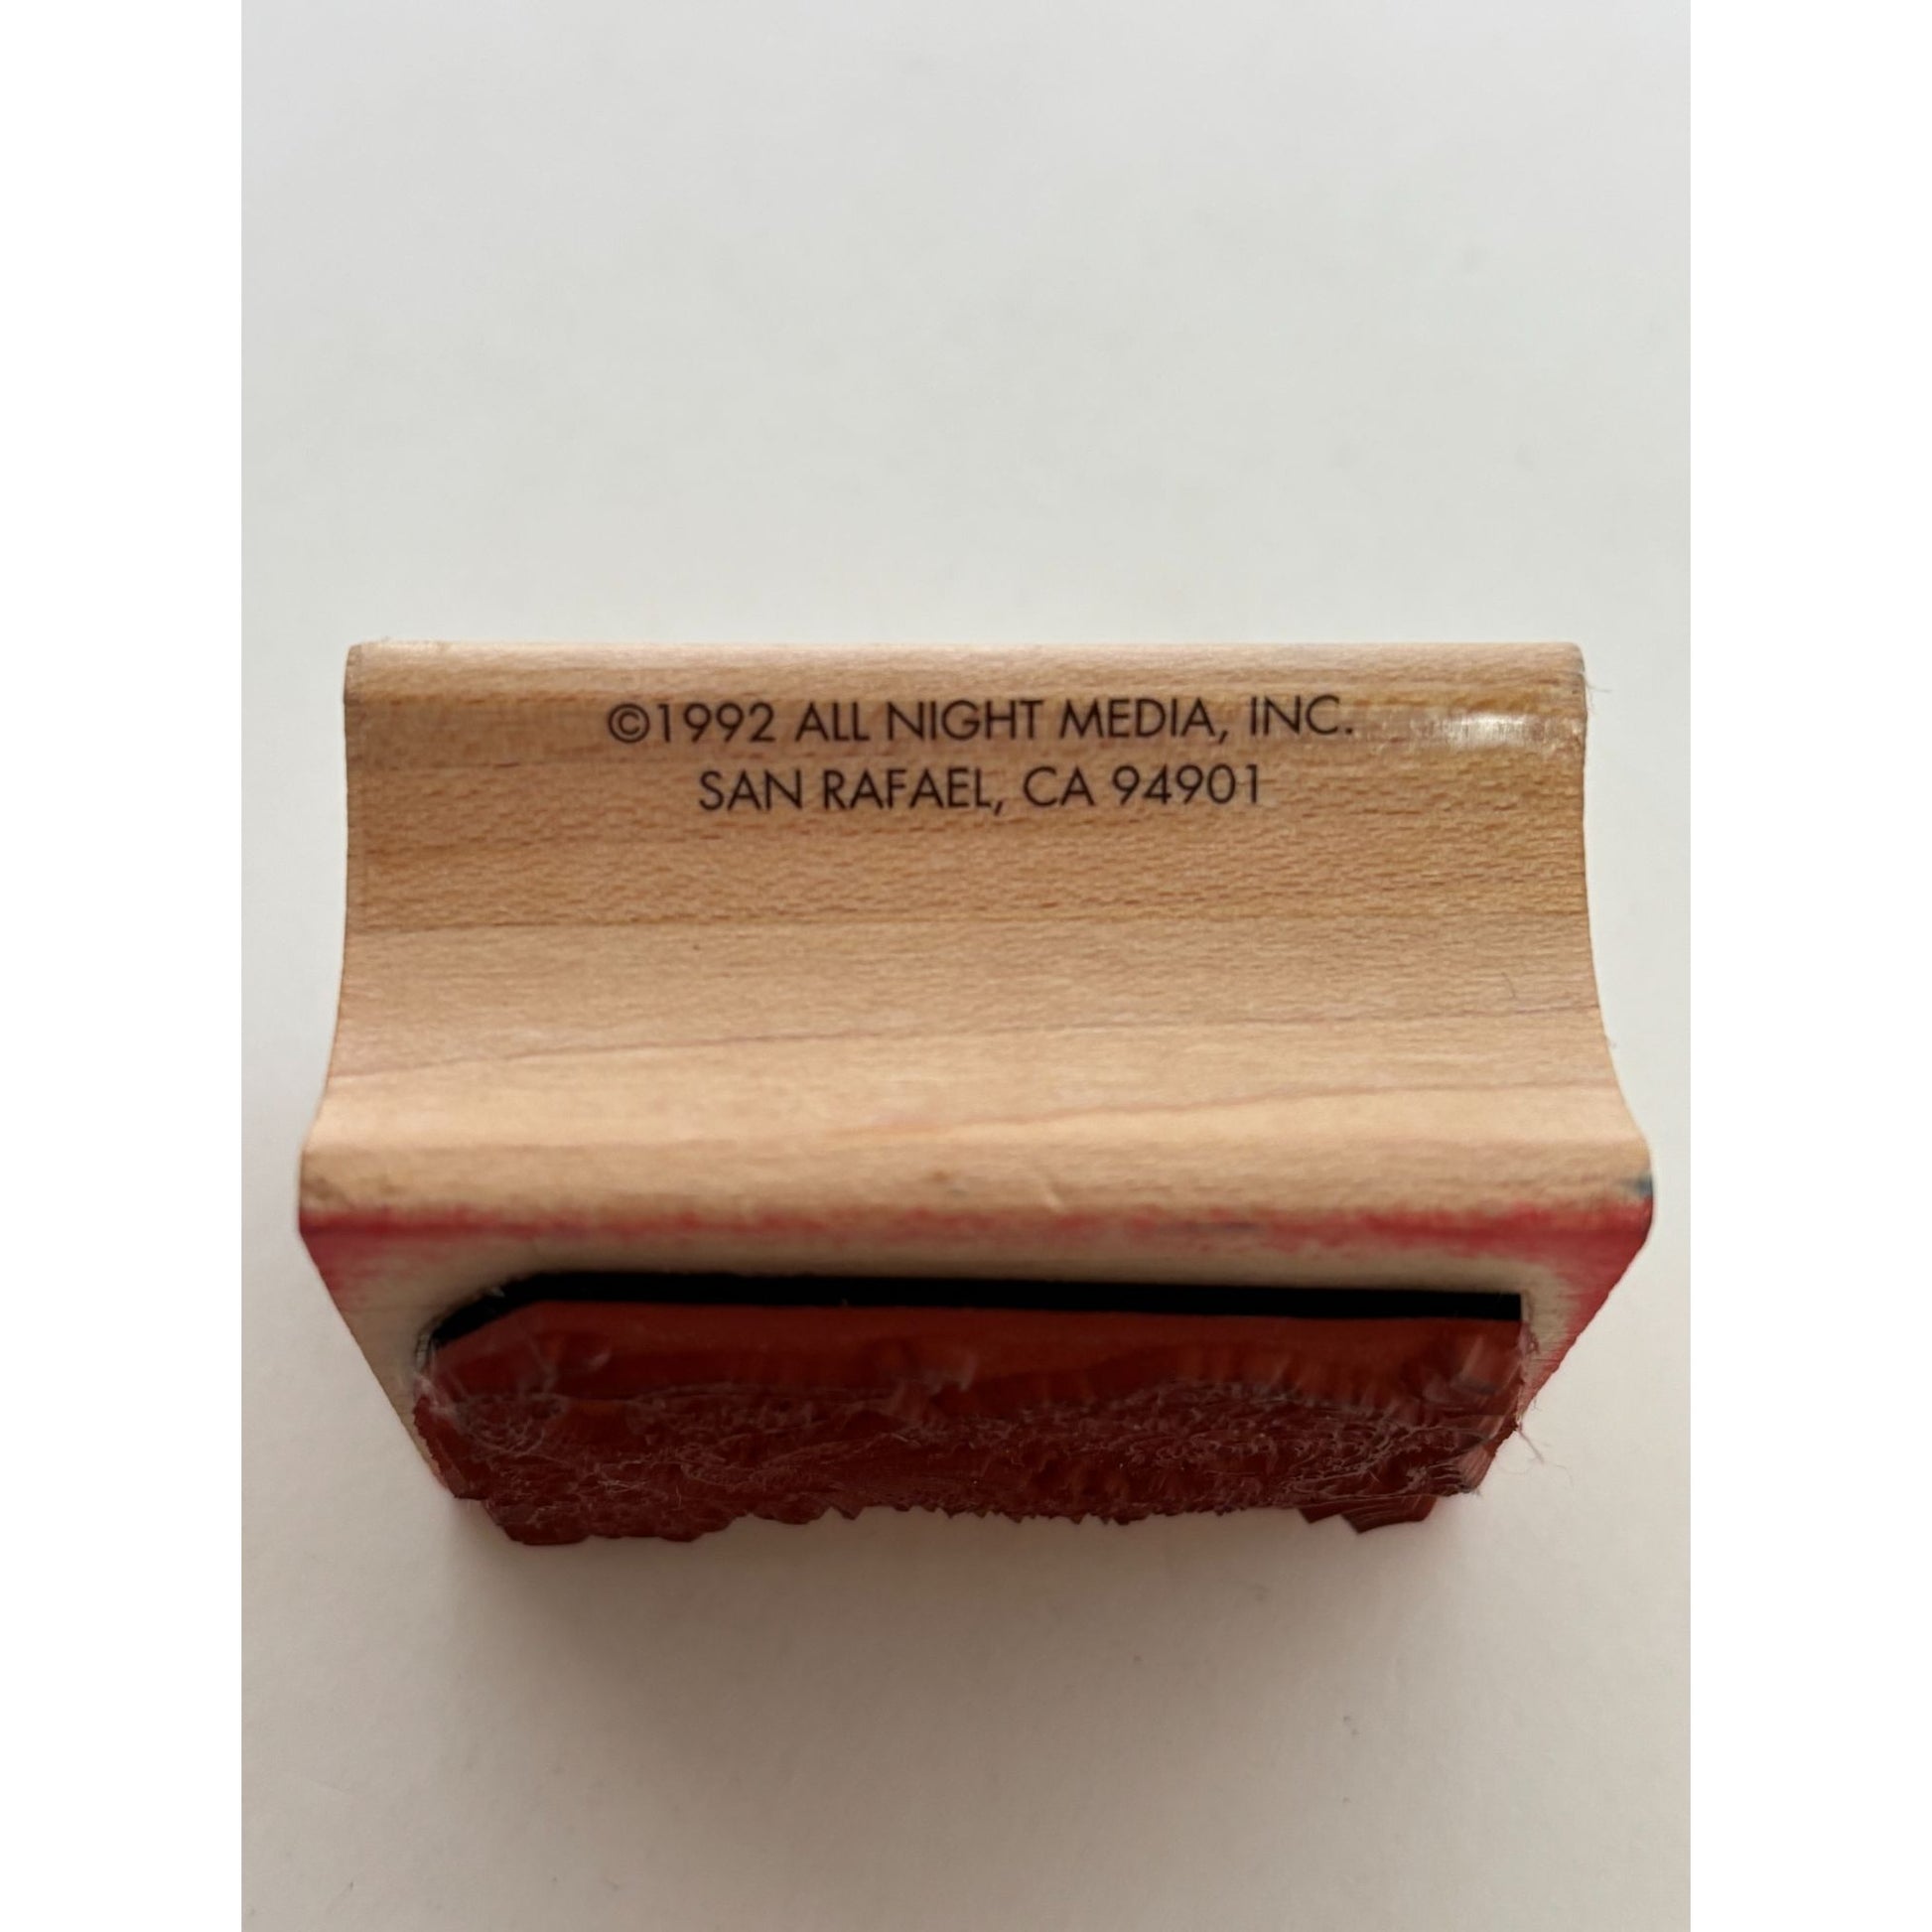 ©1992 ALL NIGHT MEDIA, INC.
SAN RAFAEL, CA 94901